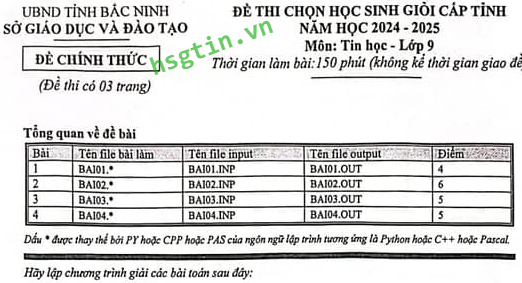 UBND TỈNH BẮC NINH
SỞ GIÁO DỤC VÀ ĐÀO TẠO
ĐỀ CHÍNH THỨC
(Đề thi có 03 trang)
ĐỀ THI CHỌN HỌC SINH GIỎI CẤP TỈNH
NĂM HỌC 2024 - 2025
Môn: Tin học - Lớp 9
Thời gian làm bài: 150 phút (không kể thời gian giao đề
hsgtin.vn
Tổng quan về đề bài
Bài Tên file bài làm Tên file input Tên file output Điểm
1 BAI01.* BAI01.INP BAI01.OUT 4
2 BAI02.* BAI02.INP BAI02.OUT 6
3 BAI03.* BAI03.INP BAI03.OUT 5
4 BAI04.* BAI04.INP BAI04.OUT 5
Dấu * được thay thế bởi PY hoặc CPP hoặc PAS của ngôn ngữ lập trình tương ứng là Python hoặc C++ hoặc Pascal.
Hãy lập chương trình giải các bài toán sau đây: